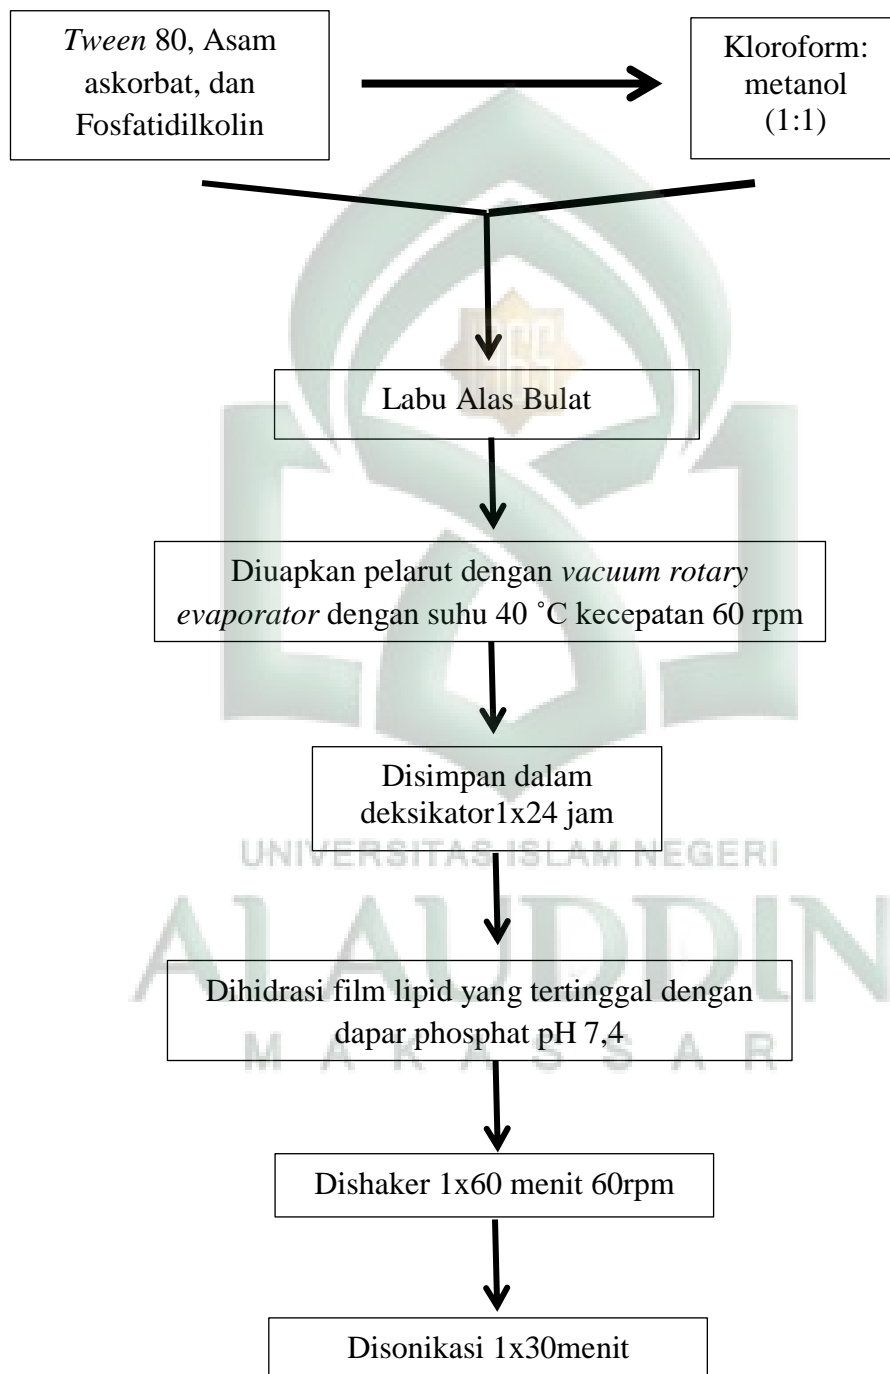 Tween 80, Asam
askorbat, dan
Fosfatidilkolin
Kloroform:
metanol
(1:1)
Labu Alas Bulat
Diuapkan pelarut dengan vacuum rotary
evaporator dengan suhu 40 ˚C kecepatan 60 rpm
Disimpan dalam
deksikator1x24 jam
UNIVERSITAS ISLAM NEGERI
ALAUDDIN
Dihidrasi film lipid yang tertinggal dengan
dapar phosphat pH 7,4
MAKASSAR
Dishaker 1x60 menit 60rpm
Disonikasi 1x30menit